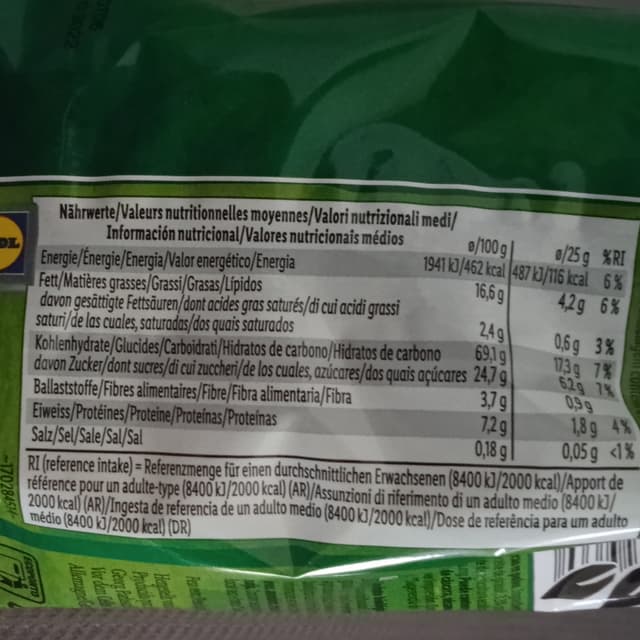 Nährwerte/Valeurs nutritionnelles moyennes/Valori nutrizionali medi/
Información nutricional/Valores nutricionais médios ø/100 g ø/25 g %RI
Energie/Énergie/Energia/Valor energético/Energia 1941 kJ/462 kcal 487 kJ/116 kcal 6%
Fett/Matières grasses/Grassi/Grasas/Lípidos 16,6 g 4,2 g 6%
davon gesättigte Fettsäuren/dont acides gras saturés/di cui acidi grassi
saturi/de las cuales, saturadas/dos quais saturados 2,4 g 0,6 g 3%
Kohlenhydrate/Glucides/Carboidrati/Hidratos de carbono/Hidratos de carbono 69,1 g 17,3 g 7%
davon Zucker/dont sucres/di cui zuccheri/de los cuales, azúcares/dos quais açúcares 24,7 g 6,2 g 7%
Ballaststoffe/Fibres alimentaires/Fibre/Fibra alimentaria/Fibra 3,7 g 0,9 g
Eiweiss/Protéines/Proteine/Proteínas/Proteínas 7,2 g 1,8 g 4%
Salz/Sel/Sale/Sal/Sal 0,18 g 0,05 g <1%
RI (reference intake) = Referenzmenge für einen durchschnittlichen Erwachsenen (8400 kJ/2000 kcal)/Apport de
référence pour un adulte-type (8400 kJ/2000 kcal) (AR)/Assunzioni di riferimento di un adulto medio (8400 kJ/
2000 kcal) (AR)/Ingesta de referencia de un adulto medio (8400 kJ/2000 kcal)/Dose de referência para um adulto
médio (8400 kJ/2000 kcal) (DR)